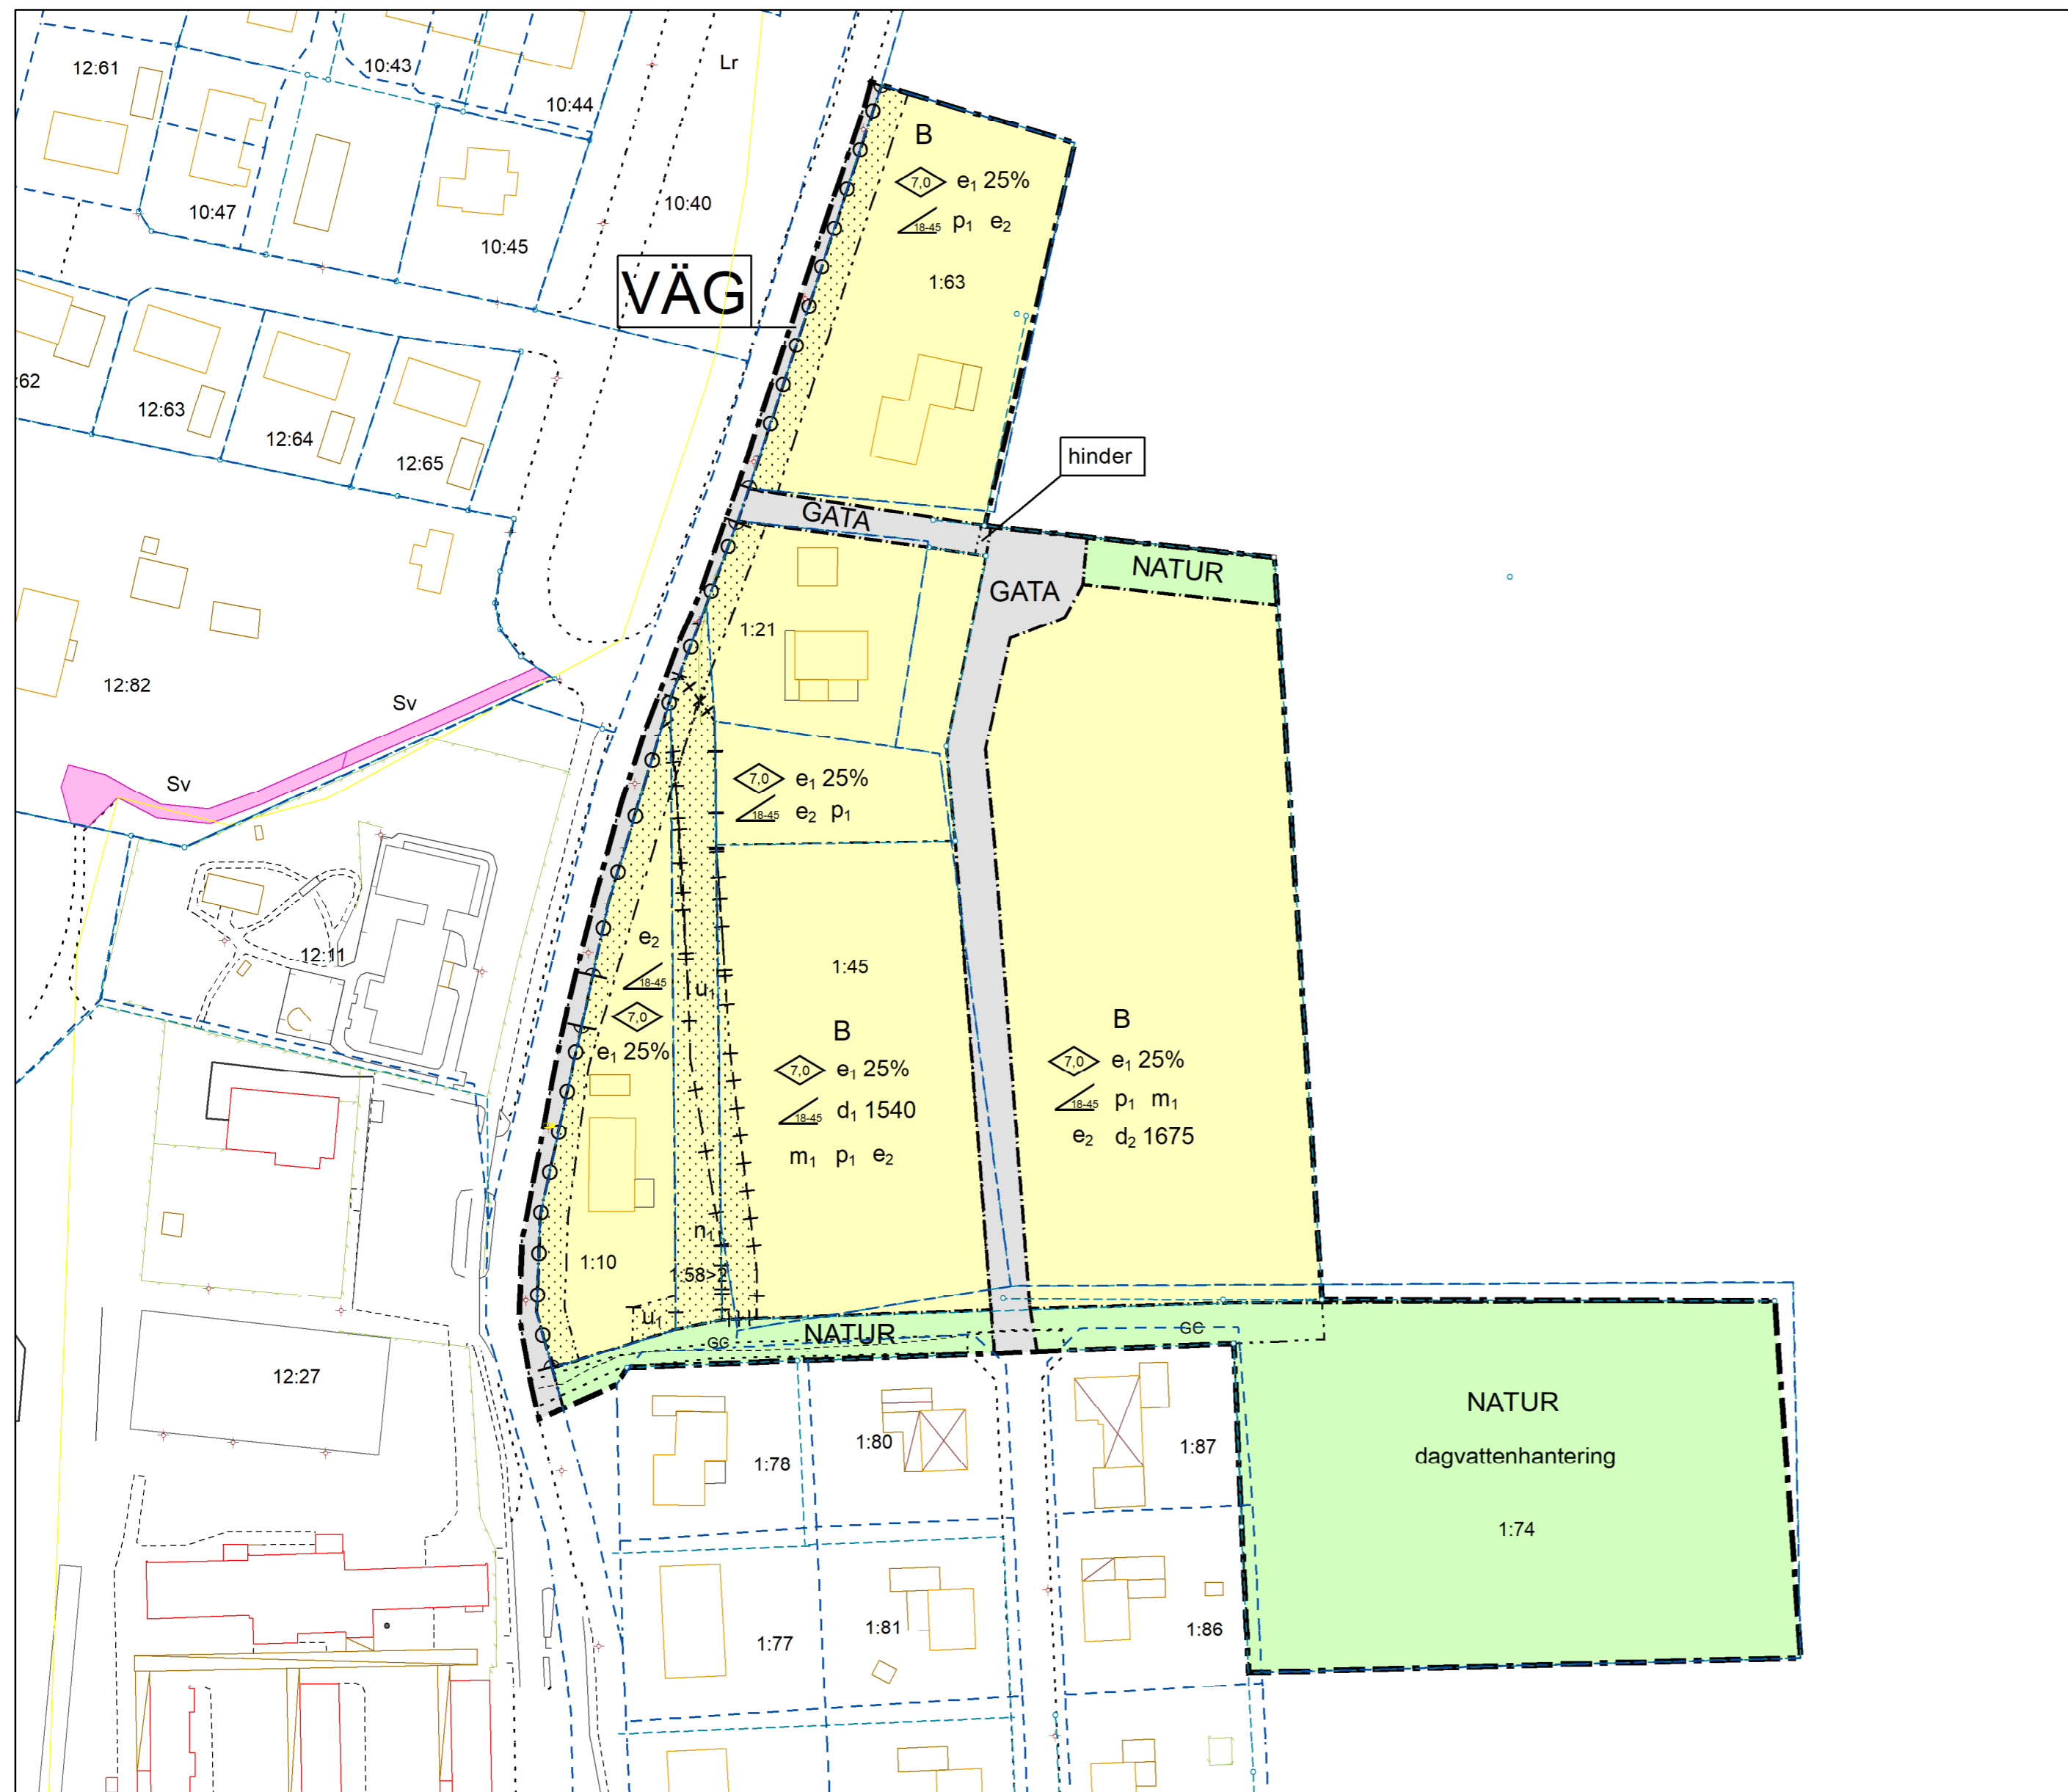 12:61
10:43
10:44
Lr
10:47
10:45
10:40
VÄG
B
7,0 e1 25%
18-45 p1 e2
1:63
:62
12:63
12:64
12:65
hinder
GATA
GATA
NATUR
1:21
12:82
Sv
Sv
7,0 e1 25%
18-45 e2 p1
12:11
e2
18-45
7,0
e1 25%
u1
1:45
B
7,0 e1 25%
18-45 d1 1540
m1 p1 e2
B
7,0 e1 25%
18-45 p1 m1
e2 d2 1675
n1
1:10
1:58>2
u1
GG
NATUR
GC
12:27
1:78
1:80
1:87
NATUR
dagvattenhantering
1:74
1:77
1:81
1:86